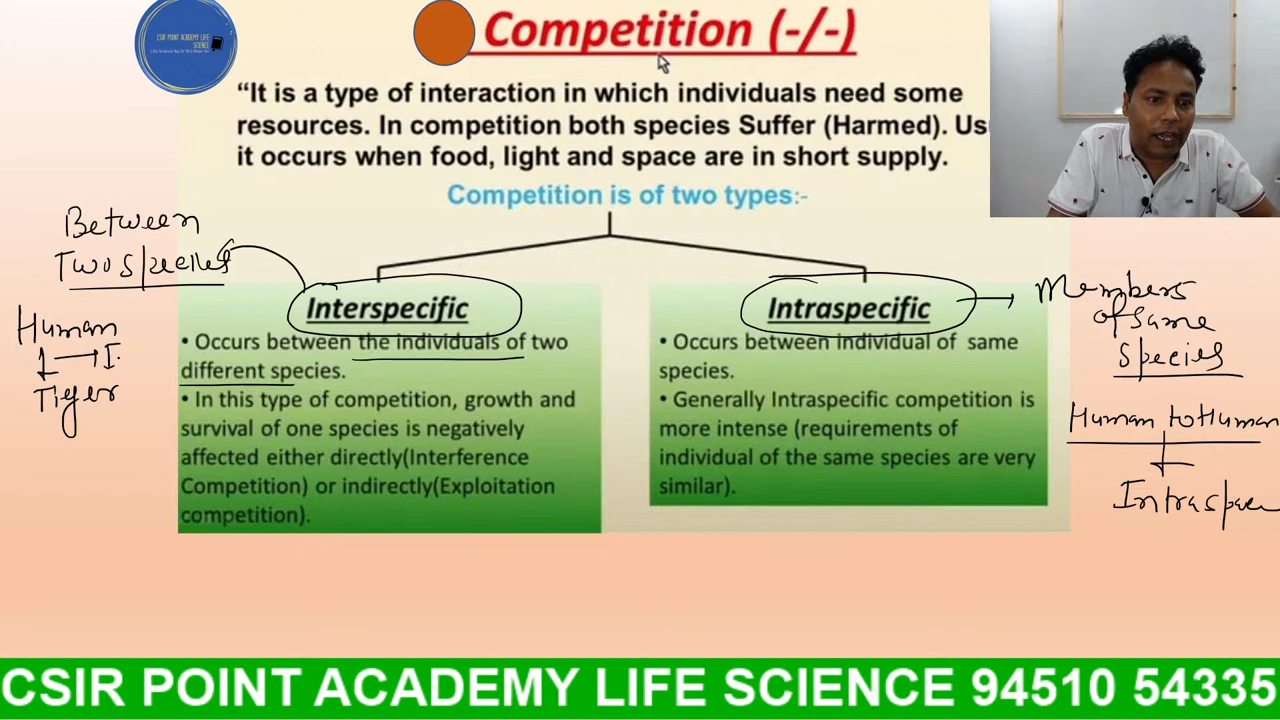 CSIR POINT ACADEMY LIFE
SCIENCE
Competition (-/-)
“It is a type of interaction in which individuals need some
resources. In competition both species Suffer (Harmed). Us
it occurs when food, light and space are in short supply.
Competition is of two types:-
Between
Two species
Human
I.
Tiger
Interspecific
• Occurs between the individuals of two
different species.
• In this type of competition, growth and
survival of one species is negatively
affected either directly(Interference
Competition) or indirectly(Exploitation
competition).
Intraspecific
• Occurs between individual of same
species.
• Generally Intraspecific competition is
more intense (requirements of
individual of the same species are very
similar).
Members
of same
species
Human to Human
Intraspec
CSIR POINT ACADEMY LIFE SCIENCE 94510 54335